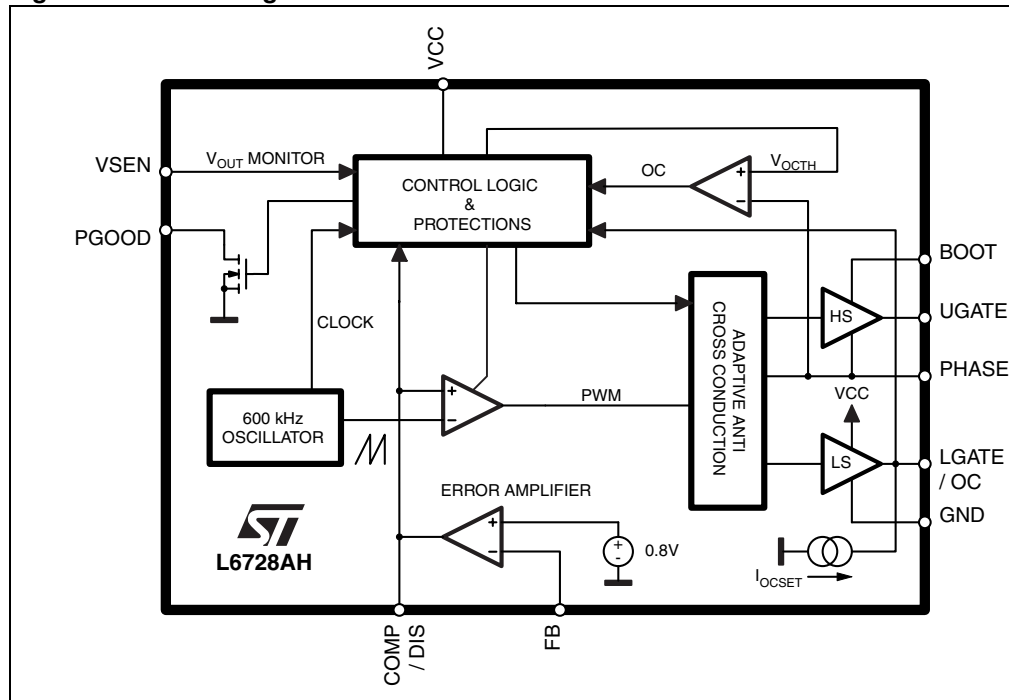 VCC
VSEN
VOUT MONITOR
CONTROL LOGIC
&
PROTECTIONS
OC
+
VOCTH
-
PGOOD
CLOCK
BOOT
HS
UGATE
PHASE
ADAPTIVE ANTI
CROSS CONDUCTION
+
-
PWM
600 kHz
OSCILLATOR
VCC
LS
LGATE
/ OC
GND
ERROR AMPLIFIER
+
-
+
-
0.8V
IOCSET
ST
L6728AH
COMP
/ DIS
FB